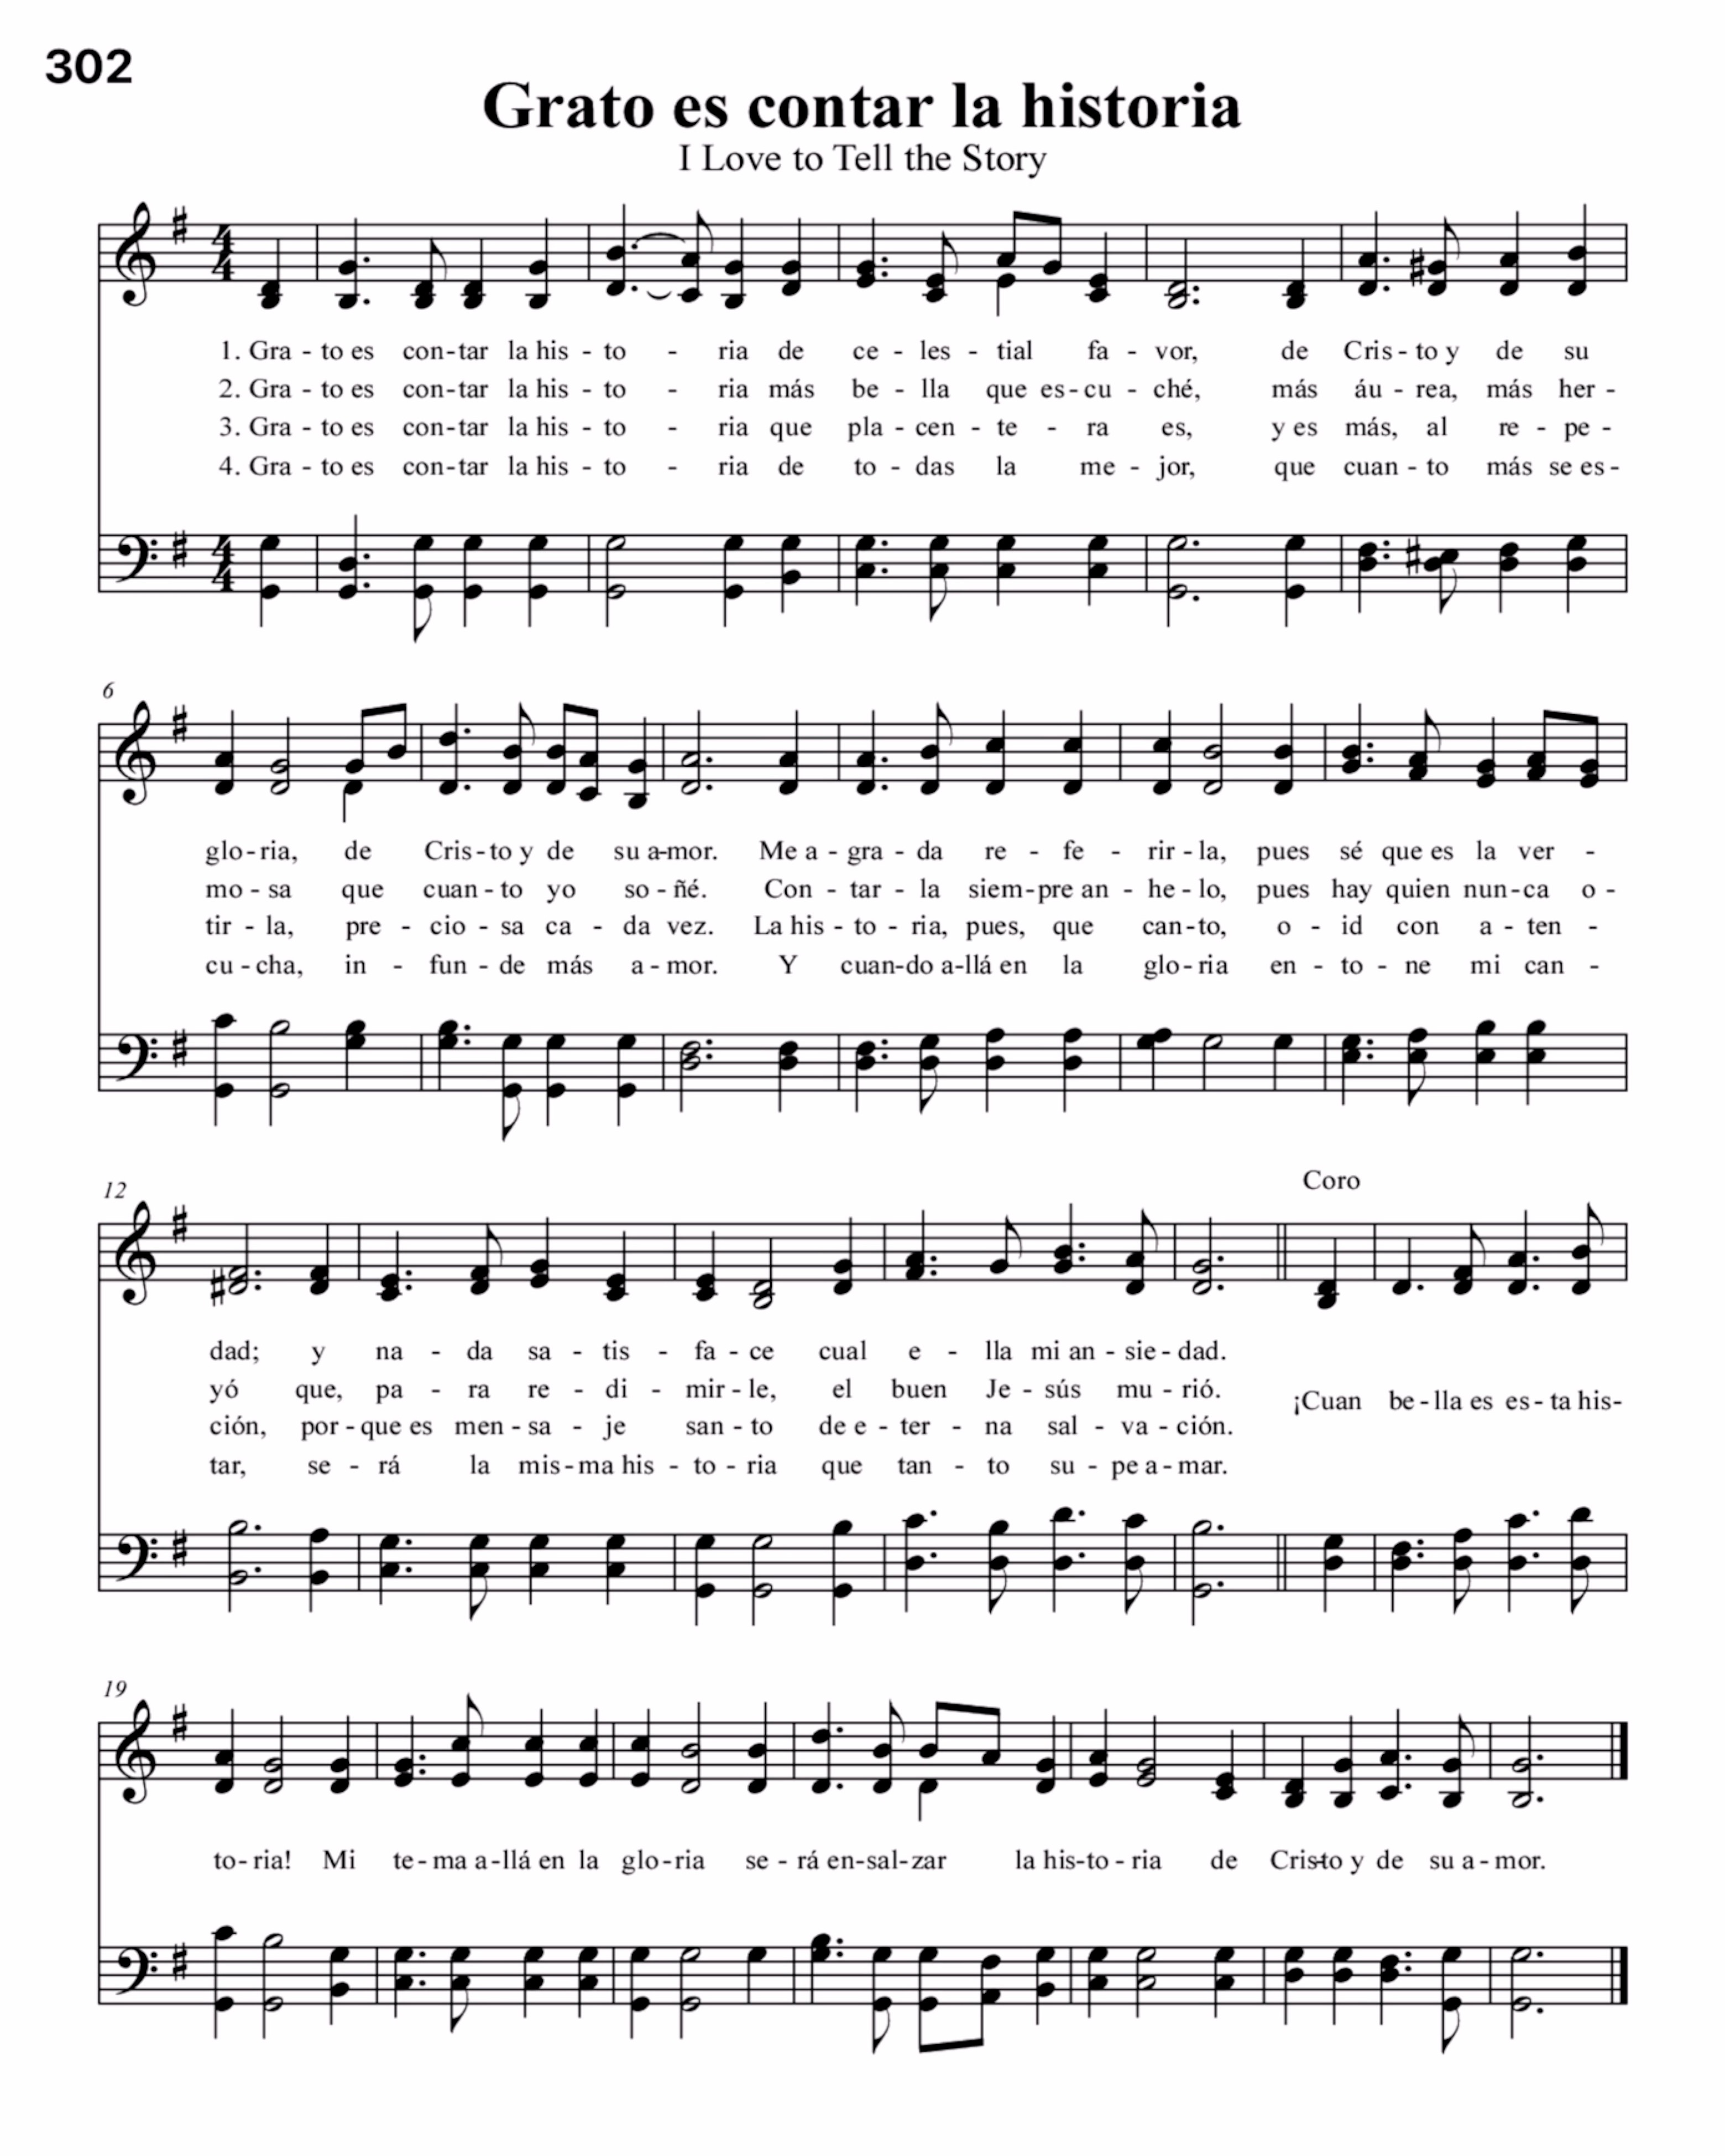 302
Grato es contar la historia
I Love to Tell the Story
1. Gra - to es con-tar la his - to - ria de ce - les - tial fa - vor, de Cris - to y de su
2. Gra - to es con-tar la his - to - ria más be - lla que es-cu - ché, más áu - rea, más her -
3. Gra - to es con-tar la his - to - ria que pla - cen - te - ra es, y es más, al re - pe -
4. Gra - to es con-tar la his - to - ria de to - das la me - jor, que cuan - to más se es -
6
glo - ria, de Cris - to y de su a-mor. Me a - gra - da re - fe - rir - la, pues sé que es la ver -
mo - sa que cuan - to yo so - ñé. Con - tar - la siem-pre an - he - lo, pues hay quien nun-ca o -
tir - la, pre - cio - sa ca - da vez. La his - to - ria, pues, que can-to, o - id con a - ten -
cu - cha, in - fun - de más a - mor. Y cuan-do a-llá en la glo - ria en - to - ne mi can -
12
Coro
dad; y na - da sa - tis - fa - ce cual e - lla mi an - sie - dad.
yó que, pa - ra re - di - mir - le, el buen Je - sús mu - rió.
¡Cuan be - lla es es - ta his-
ción, por - que es men - sa - je san - to de e - ter - na sal - va - ción.
tar, se - rá la mis - ma his - to - ria que tan - to su - pe a - mar.
19
to - ria! Mi te - ma a-llá en la glo - ria se - rá en-sal-zar la his-to - ria de Cris-to y de su a - mor.